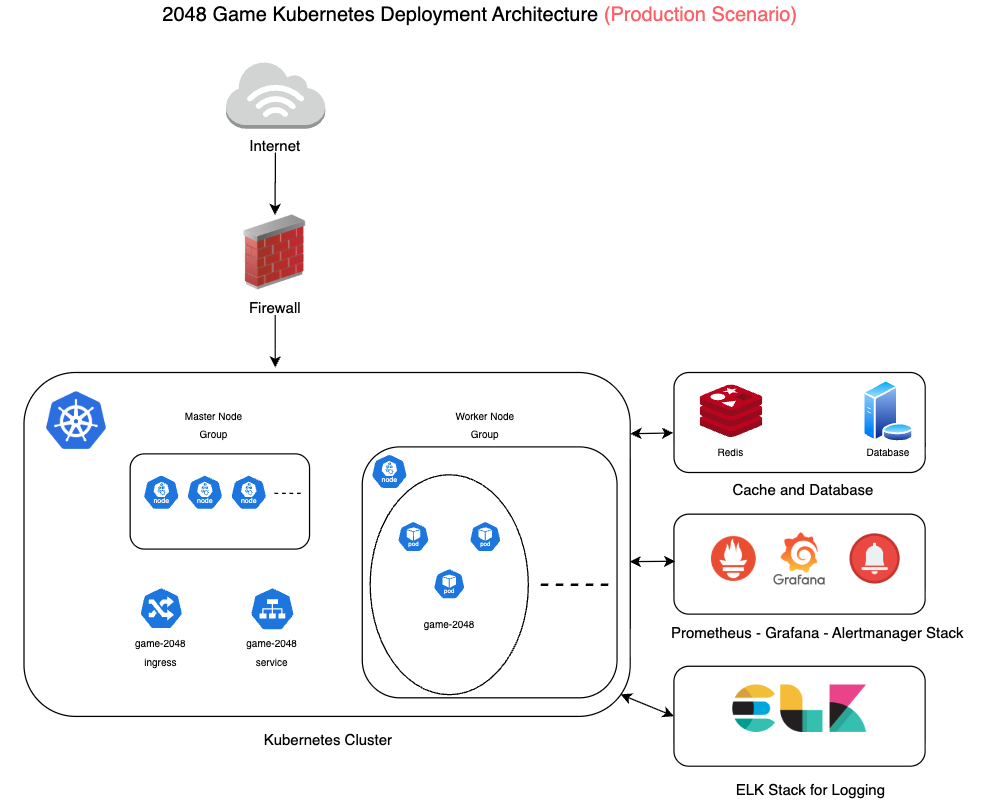 2048 Game Kubernetes Deployment Architecture (Production Scenario)
Internet
Firewall
Master Node
Group
node
node
node
game-2048
ingress
game-2048
service
Worker Node
Group
node
pod
pod
pod
game-2048
Kubernetes Cluster
Redis
Database
Cache and Database
Grafana
Prometheus - Grafana - Alertmanager Stack
ELK
ELK Stack for Logging